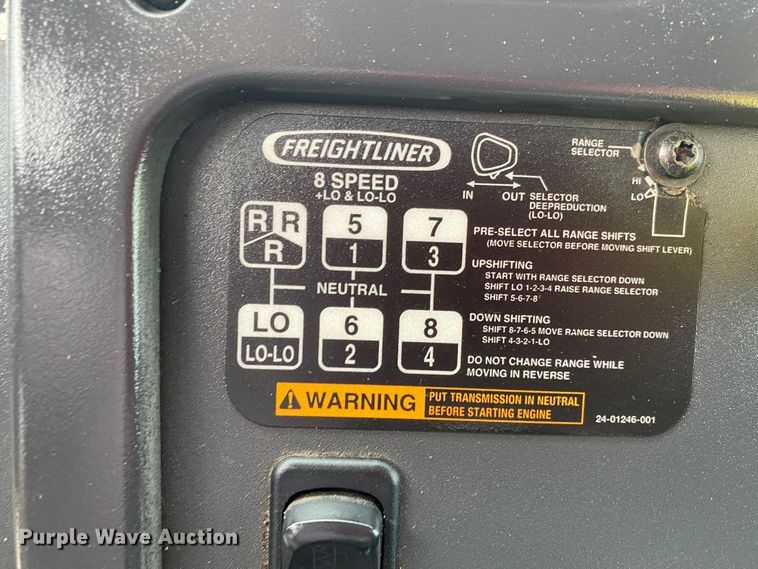 FREIGHTLINER
8 SPEED
+LO & LO-LO
R R
R
5
1
7
3
NEUTRAL
LO
LO-LO
6
2
8
4
RANGE
SELECTOR
HI
LO
IN
OUT SELECTOR
DEEPREDUCTION
(LO-LO)
PRE-SELECT ALL RANGE SHIFTS
(MOVE SELECTOR BEFORE MOVING SHIFT LEVER)
UPSHIFTING
START WITH RANGE SELECTOR DOWN
SHIFT LO 1-2-3-4 RAISE RANGE SELECTOR
SHIFT 5-6-7-8
DOWN SHIFTING
SHIFT 8-7-6-5 MOVE RANGE SELECTOR DOWN
SHIFT 4-3-2-1-LO
DO NOT CHANGE RANGE WHILE
MOVING IN REVERSE
WARNING
PUT TRANSMISSION IN NEUTRAL
BEFORE STARTING ENGINE
24-01246-001
Purple Wave Auction